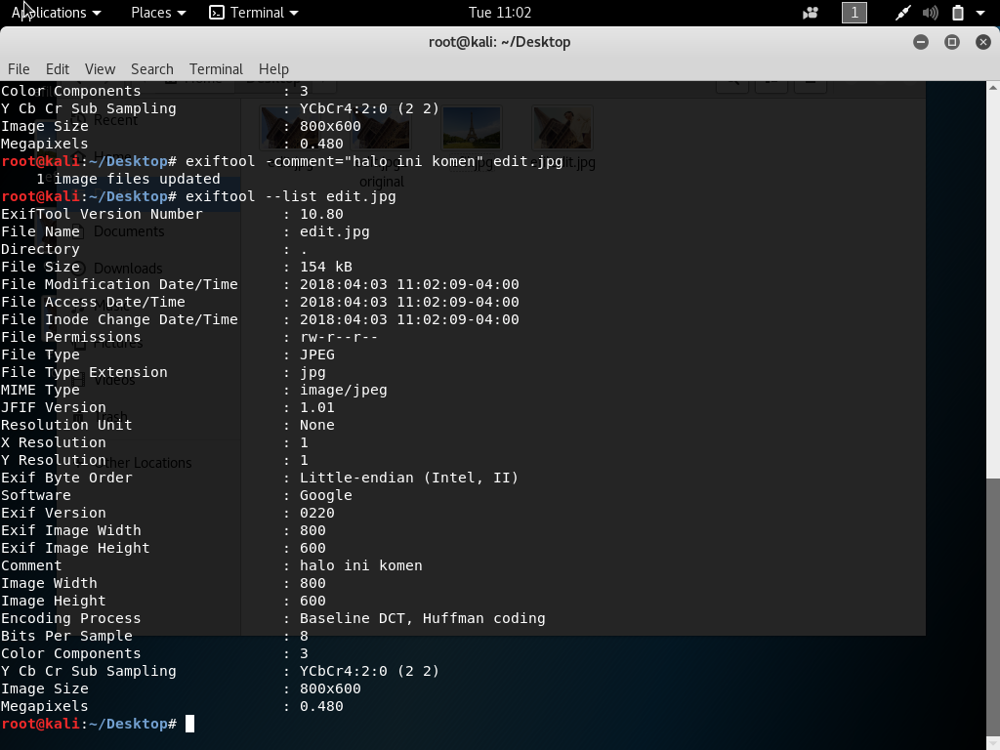 Applications Places Terminal Tue 11:02 1
root@kali: ~/Desktop
File Edit View Search Terminal Help
Color Components : 3
Y Cb Cr Sub Sampling : YCbCr4:2:0 (2 2)
Image Size : 800x600
Megapixels : 0.480
root@kali:~/Desktop# exiftool -comment="halo ini komen" edit.jpg
1 image files updated
root@kali:~/Desktop# exiftool --list edit.jpg
ExifTool Version Number : 10.80
File Name : edit.jpg
Directory : .
File Size : 154 kB
File Modification Date/Time : 2018:04:03 11:02:09-04:00
File Access Date/Time : 2018:04:03 11:02:09-04:00
File Inode Change Date/Time : 2018:04:03 11:02:09-04:00
File Permissions : rw-r--r--
File Type : JPEG
File Type Extension : jpg
MIME Type : image/jpeg
JFIF Version : 1.01
Resolution Unit : None
X Resolution : 1
Y Resolution : 1
Exif Byte Order : Little-endian (Intel, II)
Software : Google
Exif Version : 0220
Exif Image Width : 800
Exif Image Height : 600
Comment : halo ini komen
Image Width : 800
Image Height : 600
Encoding Process : Baseline DCT, Huffman coding
Bits Per Sample : 8
Color Components : 3
Y Cb Cr Sub Sampling : YCbCr4:2:0 (2 2)
Image Size : 800x600
Megapixels : 0.480
root@kali:~/Desktop#
Recent
Documents
Downloads
Pictures
Videos
Trash
Other Locations
original